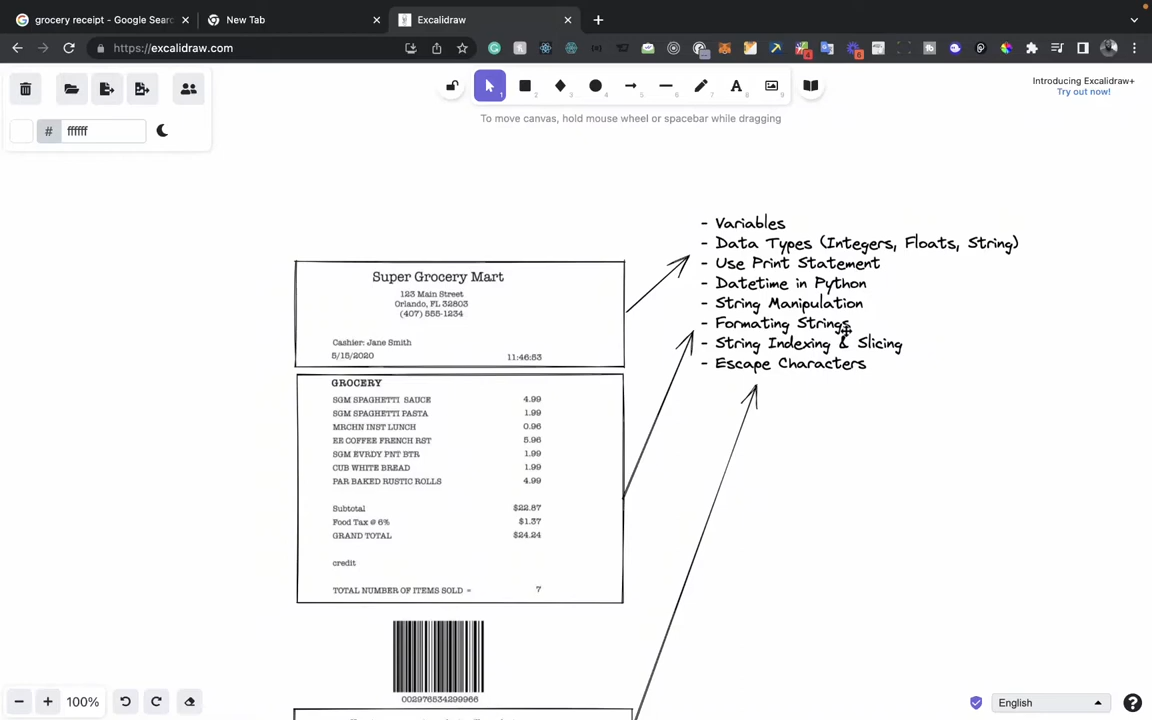 grocery receipt - Google Searc
New Tab
Excalidraw
https://excalidraw.com
Introducing Excalidraw+
Try out now!
# ffffff
To move canvas, hold mouse wheel or spacebar while dragging
- Variables
- Data Types (Integers, Floats, String)
- Use Print Statement
- Datetime in Python
- String Manipulation
- Formating Strings
- String Indexing & Slicing
- Escape Characters
Super Grocery Mart
123 Main Street
Orlando, FL 32803
(407) 555-1234
Cashier: Jane Smith
5/15/2020 11:46:53
GROCERY
SGM SPAGHETTI SAUCE 4.99
SGM SPAGHETTI PASTA 1.99
MRCHN INST LUNCH 0.96
EE COFFEE FRENCH RST 5.96
SGM EVRDY PNT BTR 1.99
CUB WHITE BREAD 1.99
PAR BAKED RUSTIC ROLLS 4.99
Subtotal $22.87
Food Tax @ 6% $1.37
GRAND TOTAL $24.24
credit
TOTAL NUMBER OF ITEMS SOLD = 7
002976534299966
100%
English